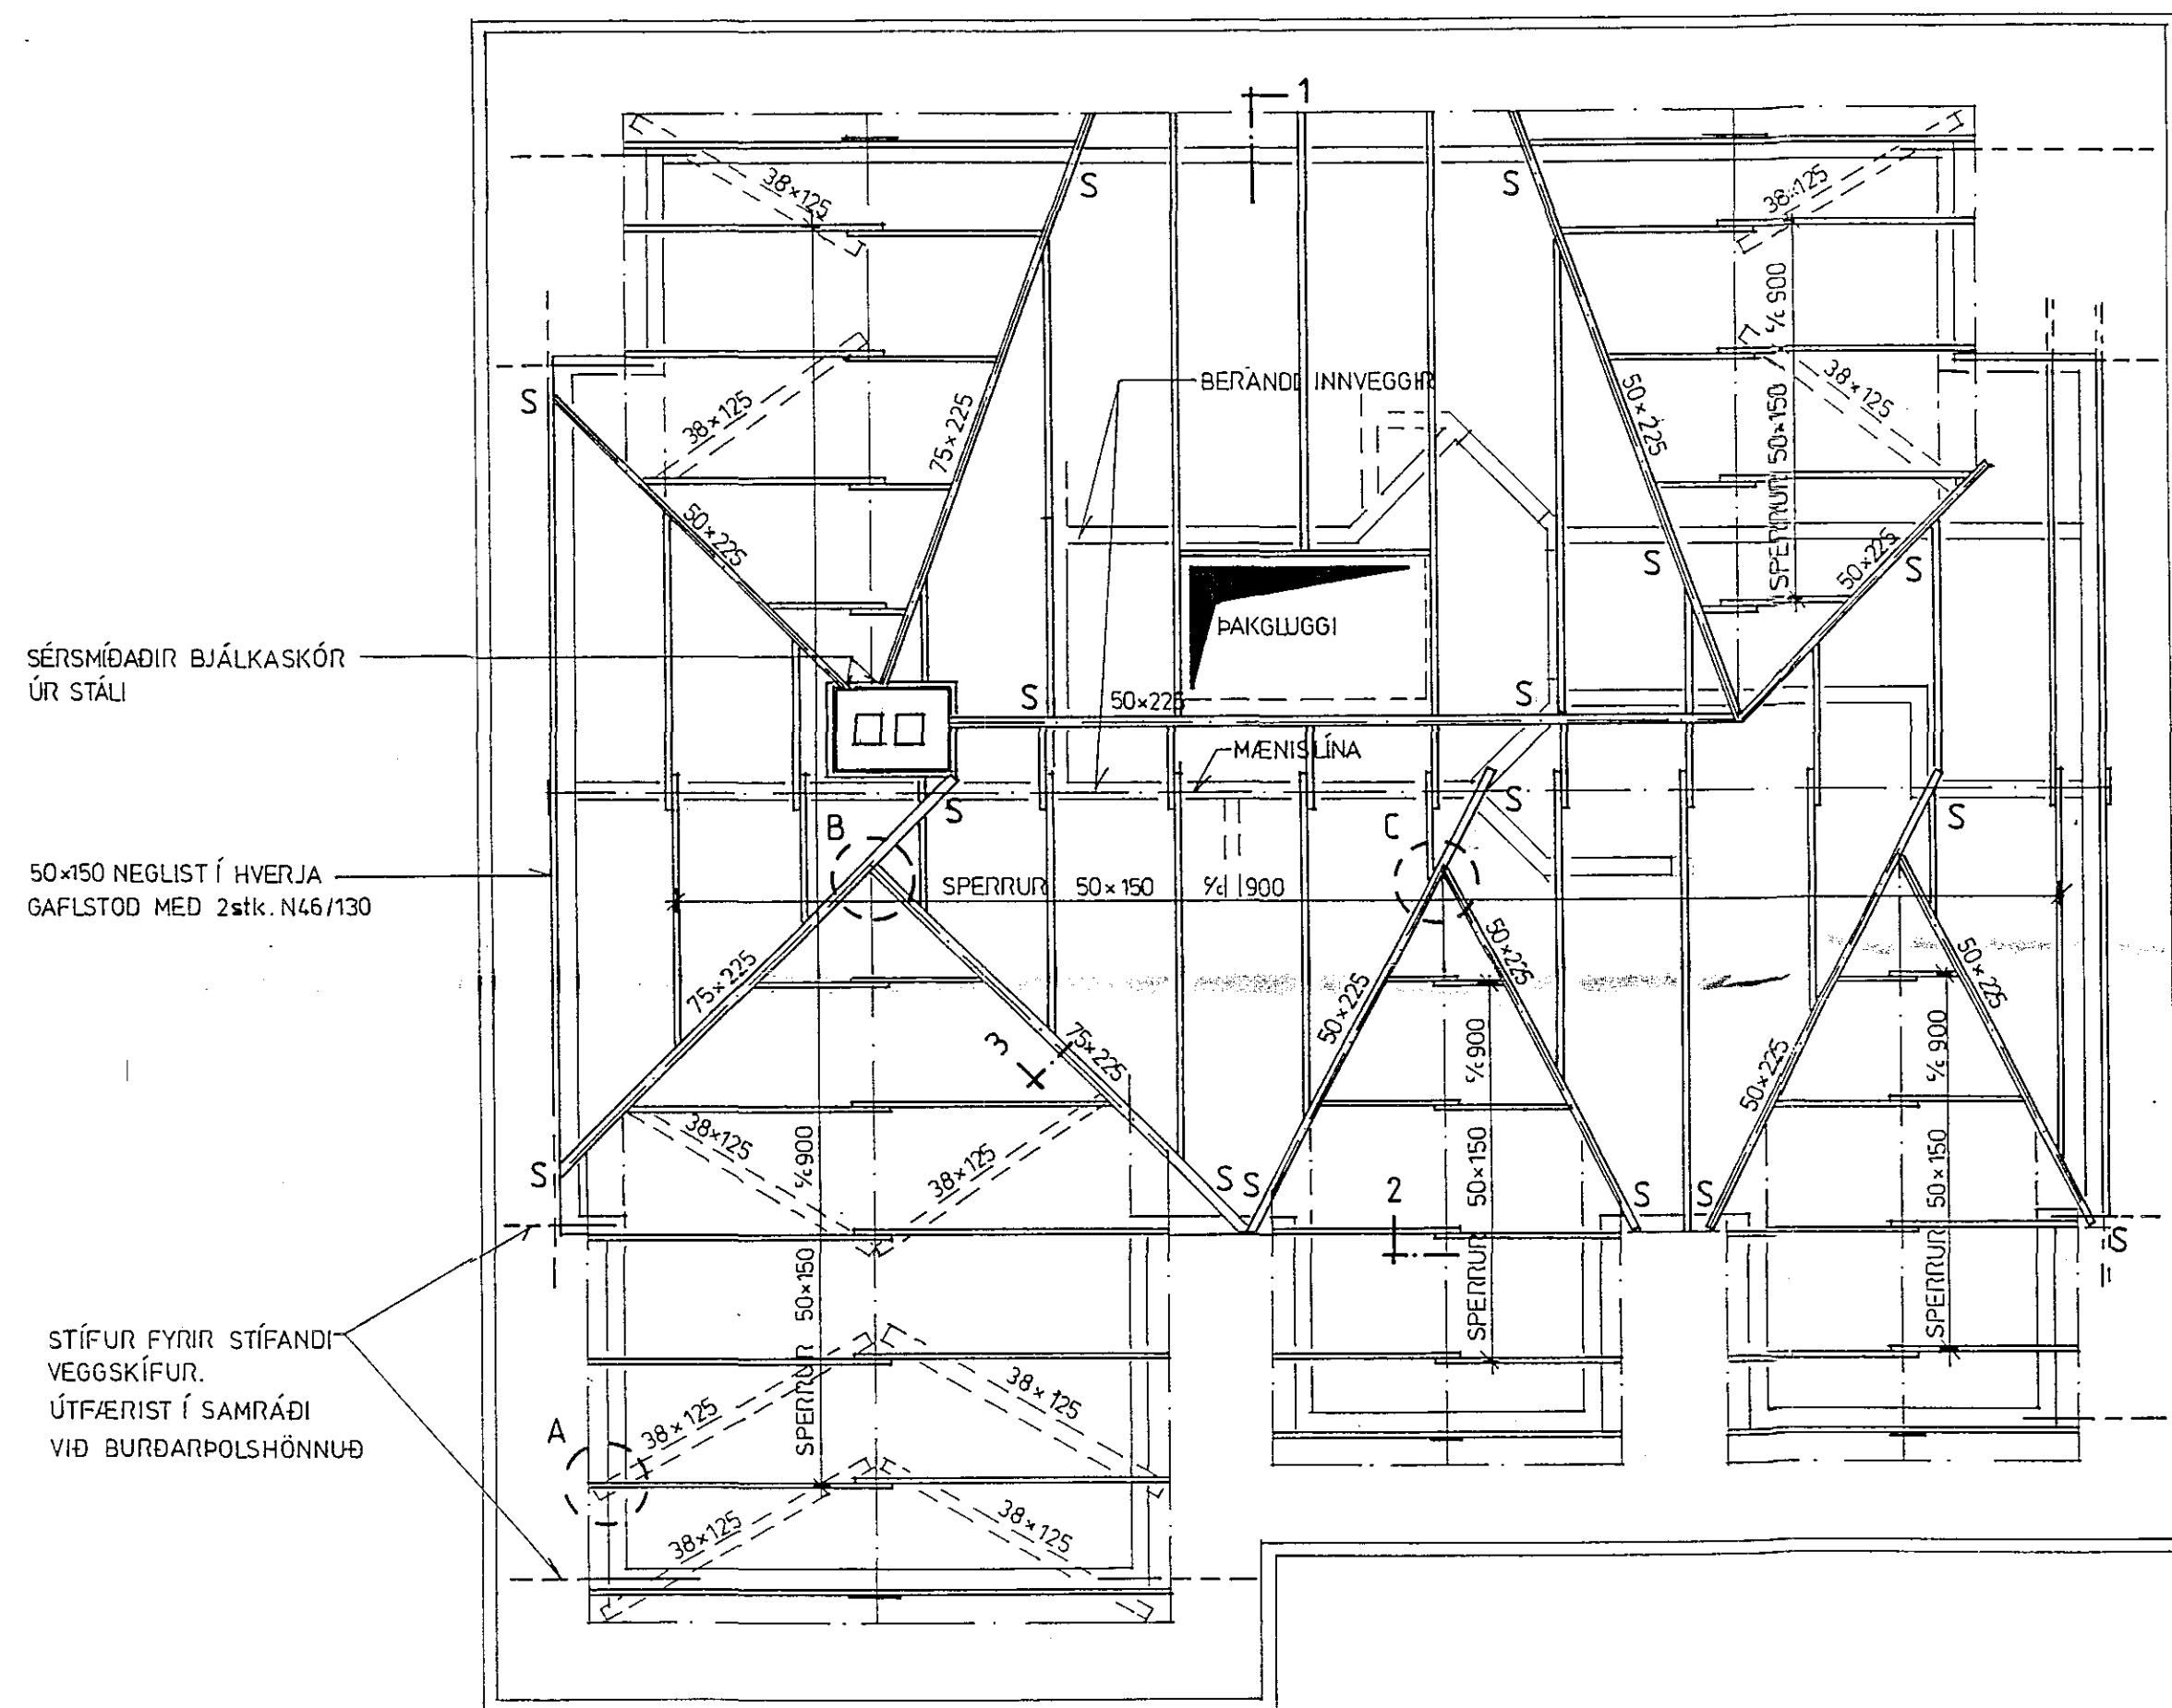 1
S
S
38×125
38×125
SPERRUR 50×150 c/c 900
BERANDI INNVEGGIR
S
38×125
75×225
50×225
38×125
50×225
S
50×225
S
ÞAKGLUGGI
SÉRSMÍÐAÐIR BJÁLKASKÓR
ÚR STÁLI
S
50×225
S
MÆNISLÍNA
S
S
S
B
C
50×150 NEGLIST Í HVERJA
GAFLSTOÐ MEÐ 2stk. N46/130
SPERRUR 50×150 c/c 900
75×225
3
75×225
50×225
50×225
50×225
50×225
38×125
38×125
SPERRUR 50×150 c/c 900
SPERRUR 50×150 c/c 900
SPERRUR 50×150 c/c 900
S
S
S
2
S
S
S
STÍFUR FYRIR STÍFANDI
VEGGSKÍFUR.
ÚTFÆRIST Í SAMRÁÐI
VIÐ BURÐARÞOLSHÖNNUÐ
A
38×125
38×125
38×125
38×125